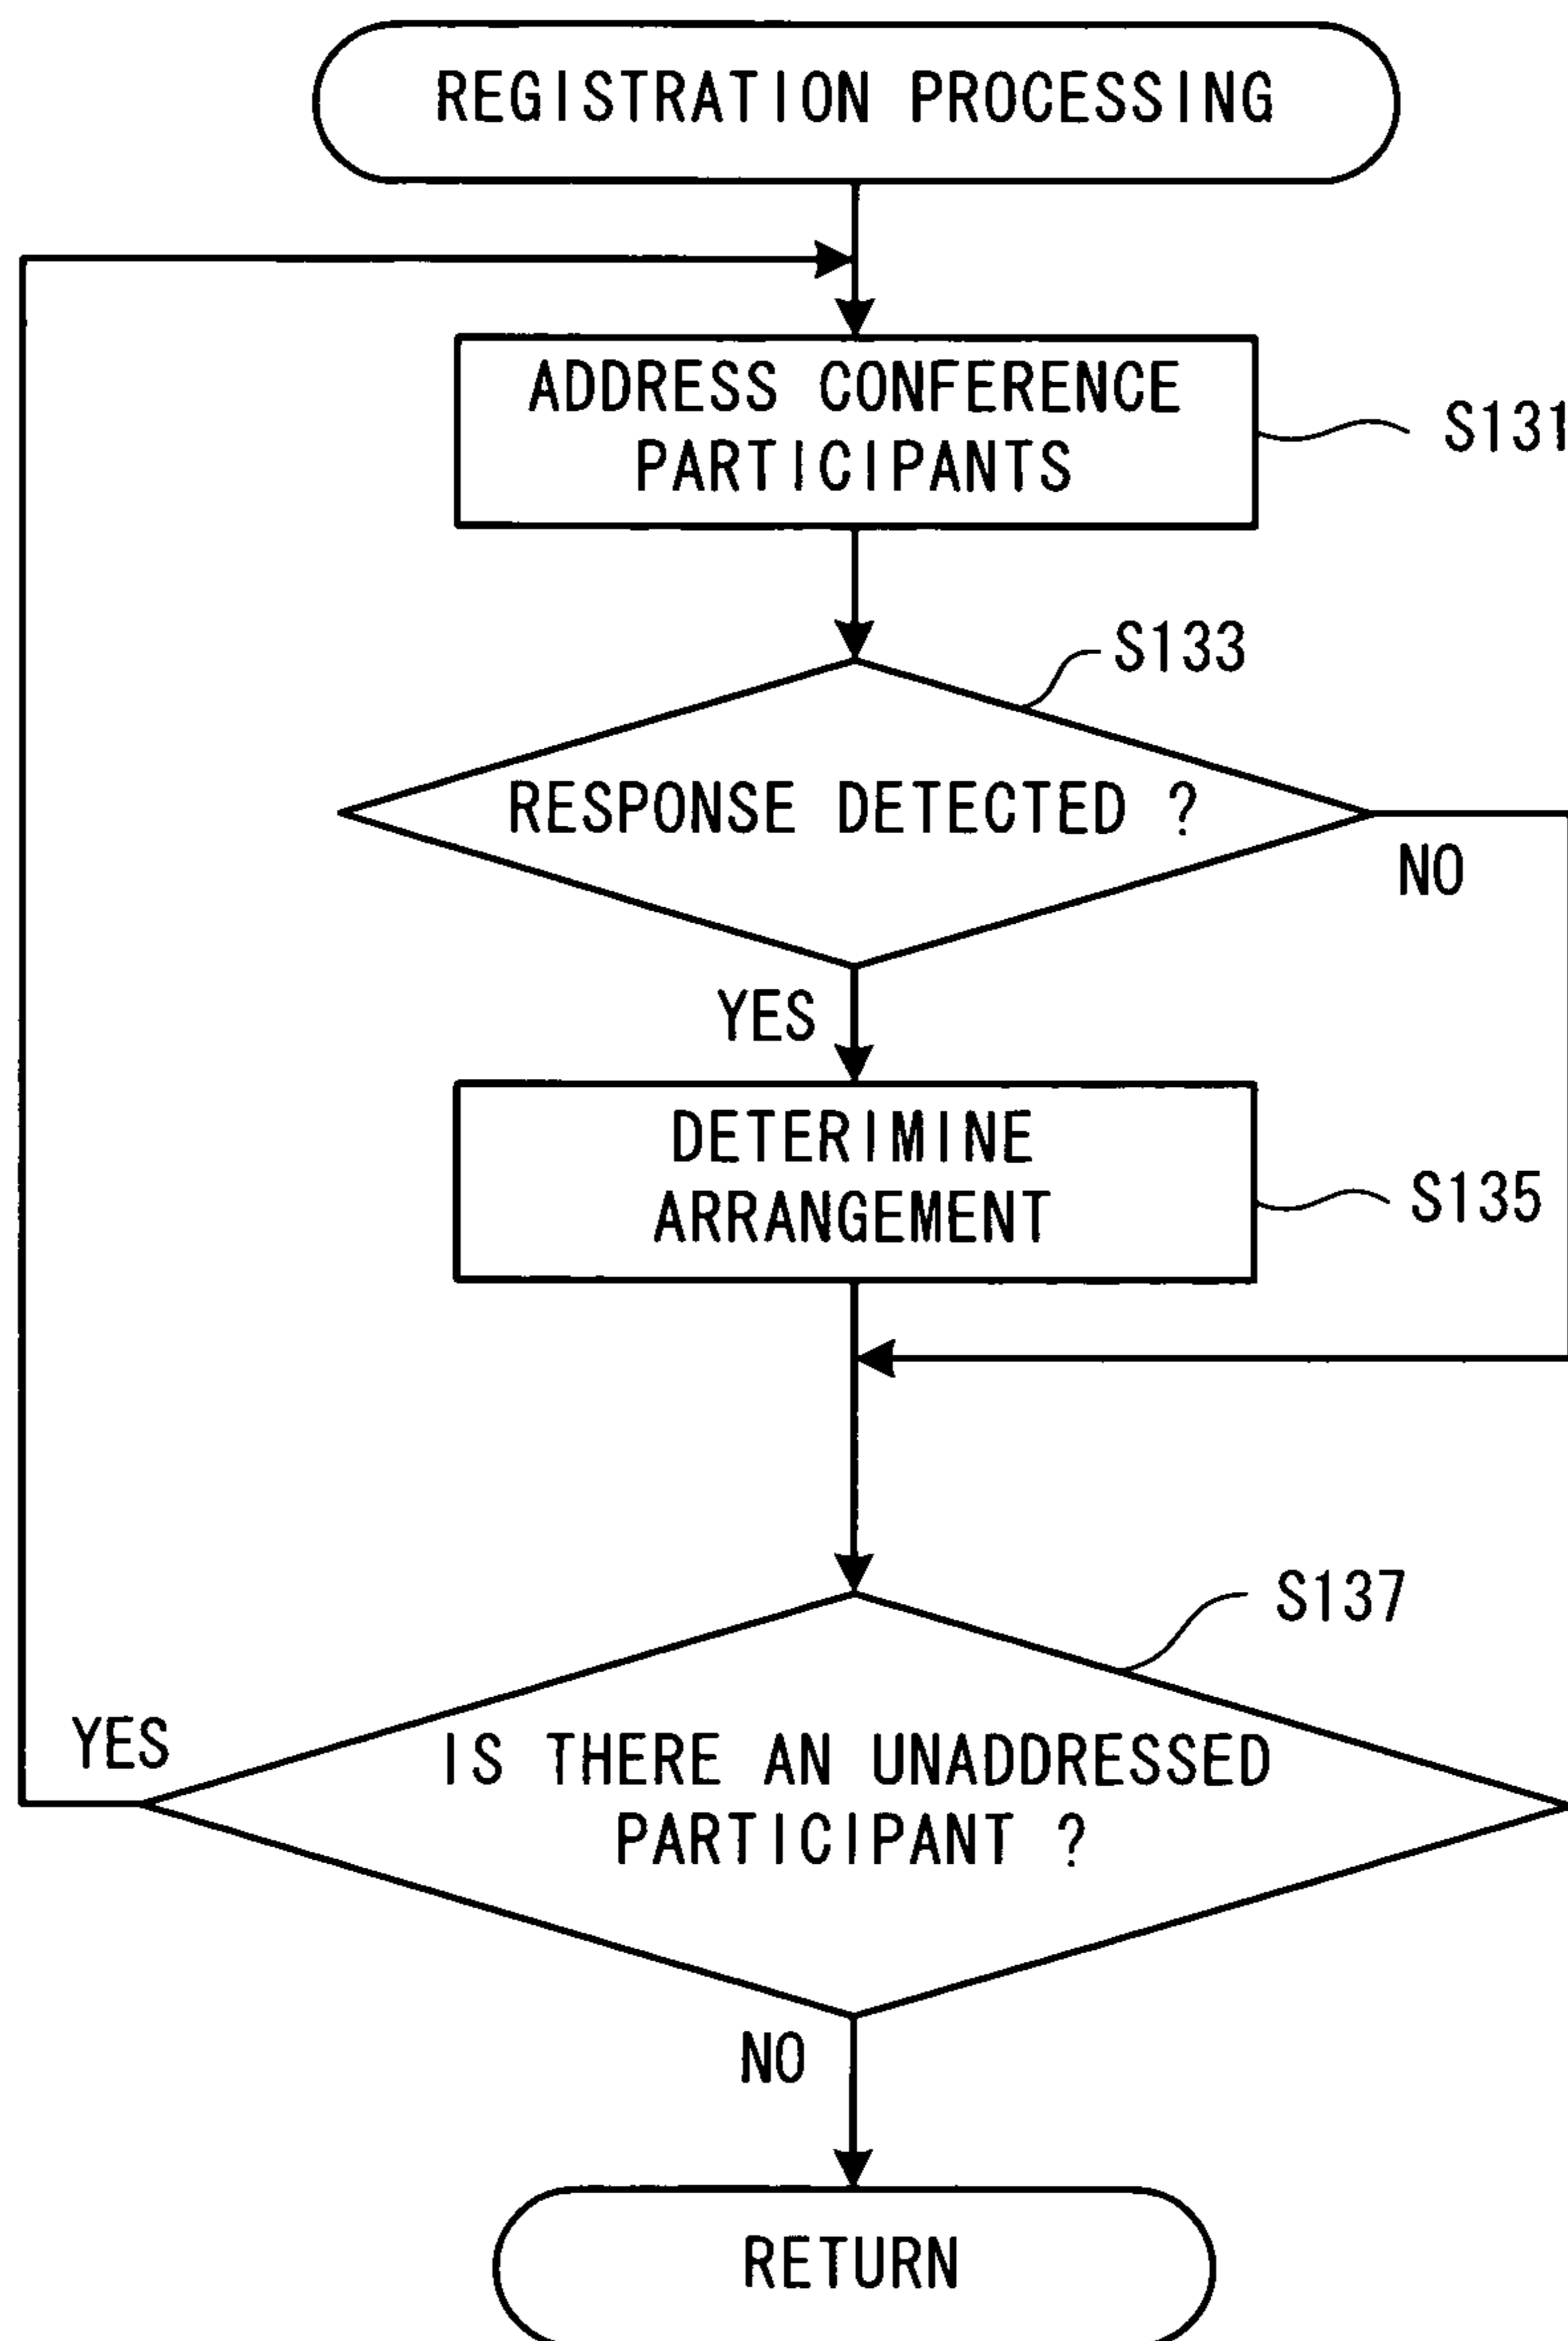 REGISTRATION PROCESSING
ADDRESS CONFERENCE
PARTICIPANTS
S131
S133
RESPONSE DETECTED ?
NO
YES
DETERIMINE
ARRANGEMENT
S135
S137
YES
IS THERE AN UNADDRESSED
PARTICIPANT ?
NO
RETURN